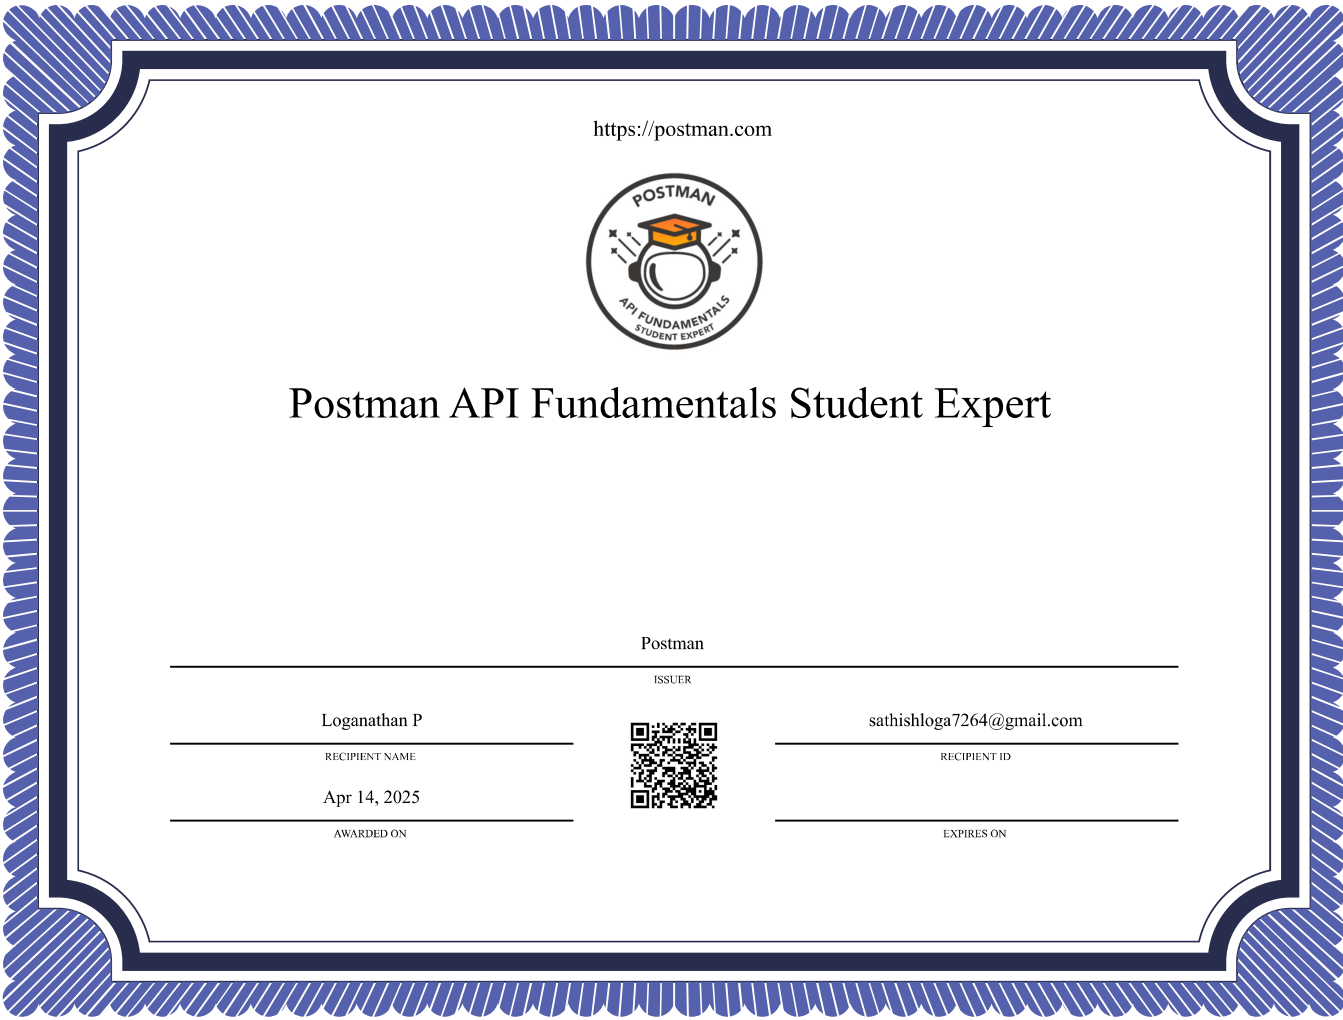 https://postman.com
POSTMAN
API FUNDAMENTALS
STUDENT EXPERT
Postman API Fundamentals Student Expert
Postman
ISSUER
Loganathan P
RECIPIENT NAME
sathishloga7264@gmail.com
RECIPIENT ID
Apr 14, 2025
AWARDED ON
EXPIRES ON